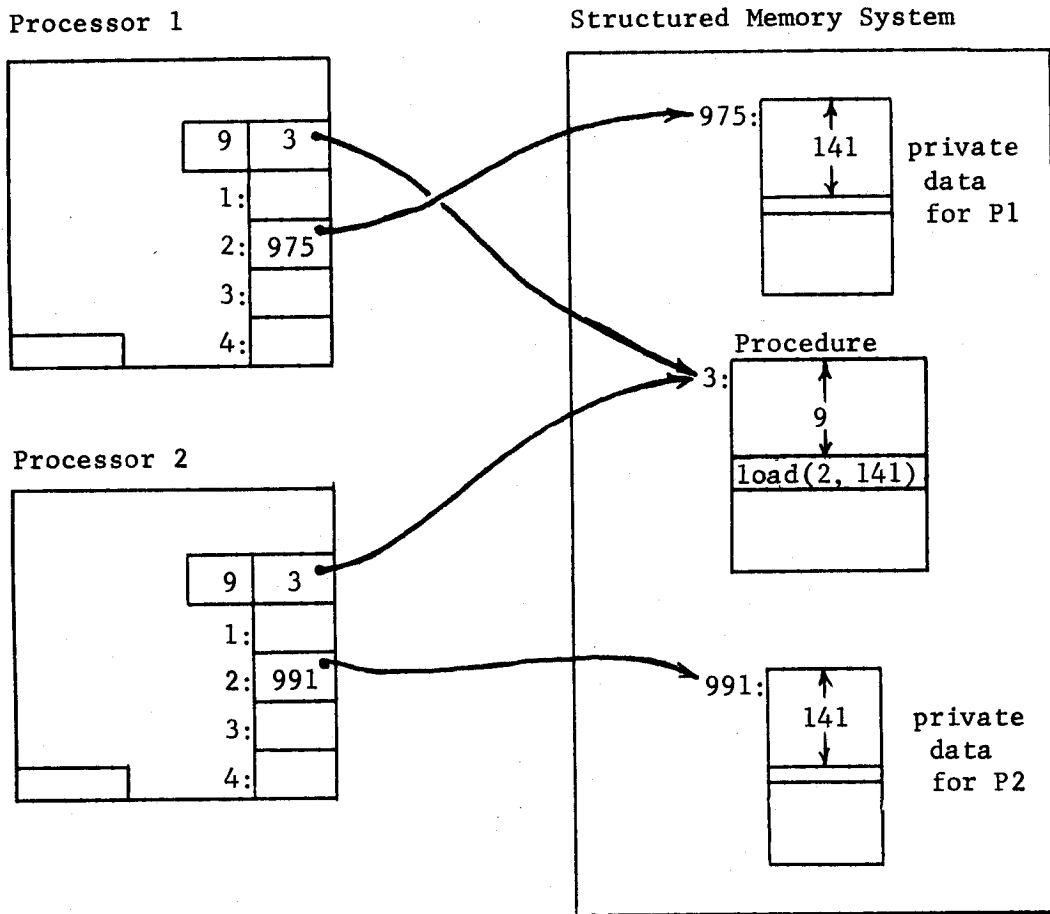 Processor 1
9 3
1:
2: 975
3:
4:
Processor 2
9 3
1:
2: 991
3:
4:
Structured Memory System
975:
141
private
data
for P1
Procedure
3:
9
load(2, 141)
991:
141
private
data
for P2